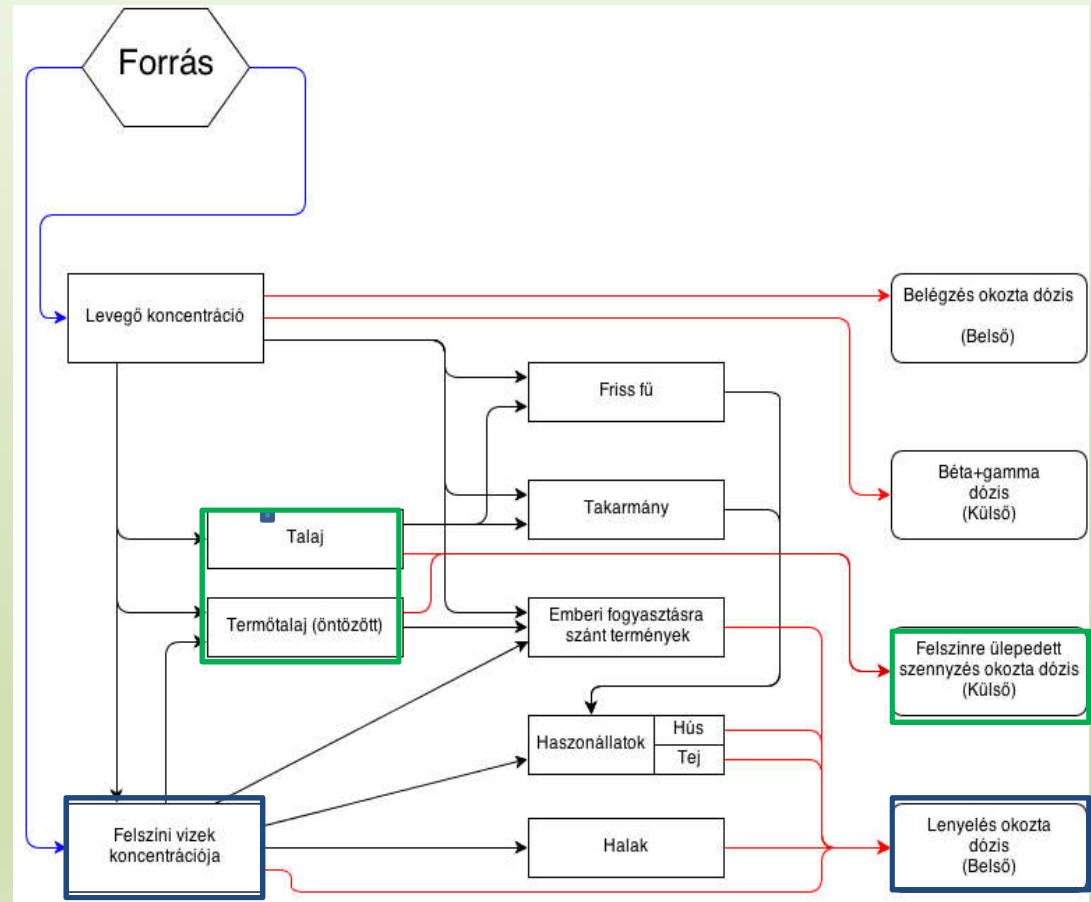 Forrás
Levegő koncentráció
Belégzés okozta dózis
(Belső)
Friss fű
Béta+gamma
dózis
(Külső)
Takarmány
Talaj
Termőtalaj (öntözött)
Emberi fogyasztásra
szánt termények
Felszínre ülepedett
szennyzés okozta dózis
(Külső)
Haszonállatok
Hús
Tej
Felszíni vizek
koncentrációja
Halak
Lenyelés okozta
dózis
(Belső)